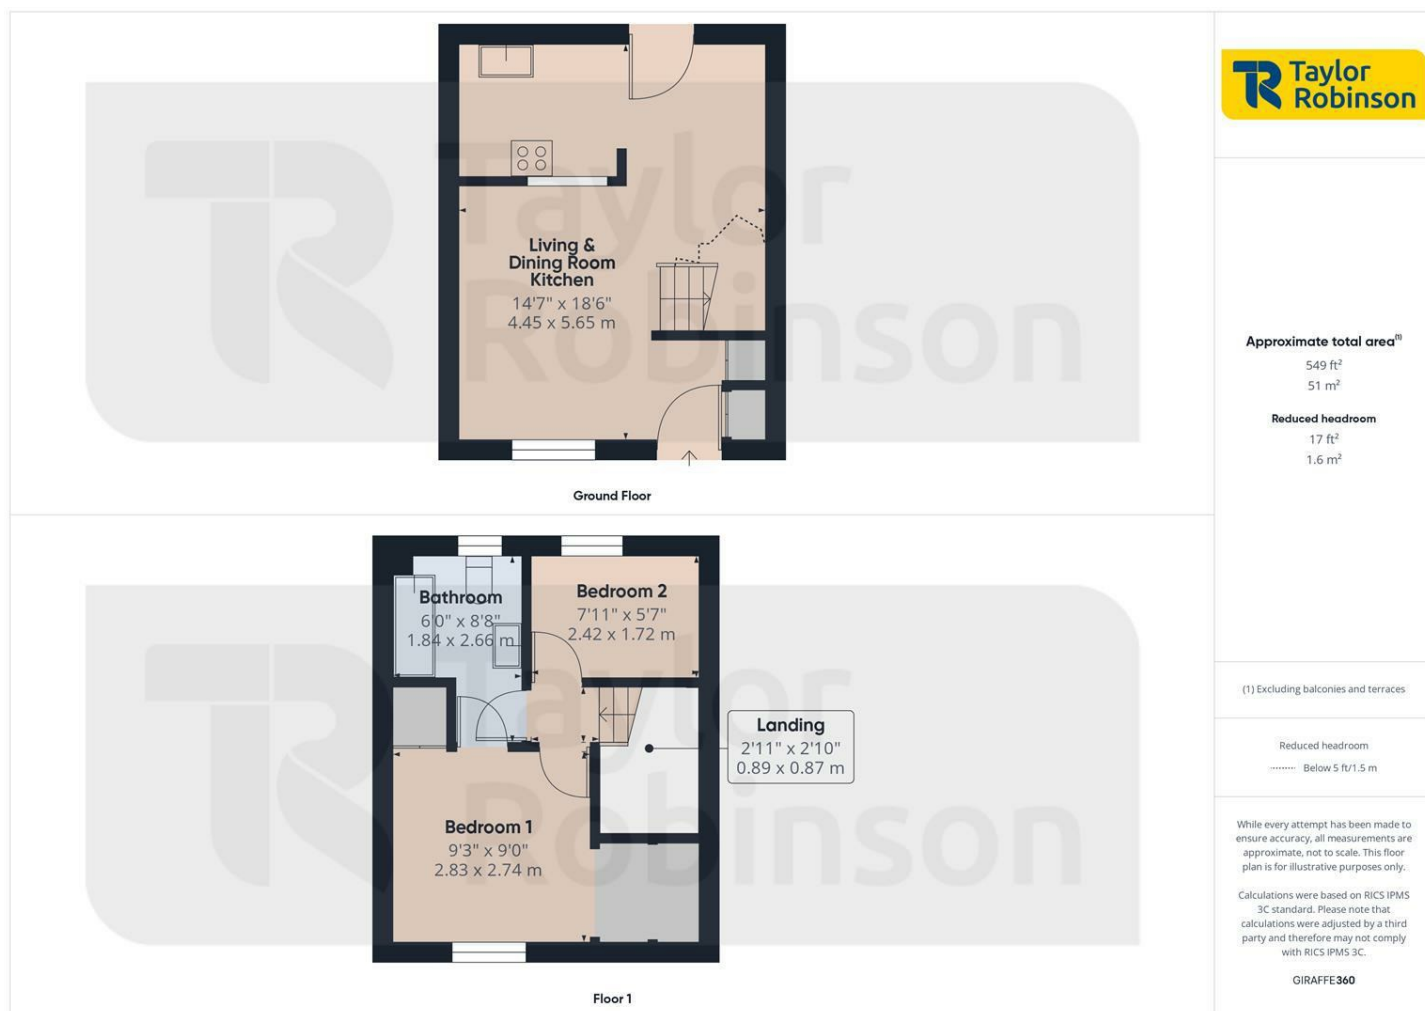 Living &
Dining Room
Kitchen
14'7" x 18'6"
4.45 x 5.65 m
Ground Floor
Bathroom
6'0" x 8'8"
1.84 x 2.66 m
Bedroom 2
7'11" x 5'7"
2.42 x 1.72 m
Landing
2'11" x 2'10"
0.89 x 0.87 m
Bedroom 1
9'3" x 9'0"
2.83 x 2.74 m
Floor 1
Taylor
Robinson
Taylor
Robinson
TR Taylor
Robinson
Approximate total area(1)
549 ft²
51 m²
Reduced headroom
17 ft²
1.6 m²
(1) Excluding balconies and terraces
Reduced headroom
Below 5 ft/1.5 m
While every attempt has been made to
ensure accuracy, all measurements are
approximate, not to scale. This floor
plan is for illustrative purposes only.
Calculations were based on RICS IPMS
3C standard. Please note that
calculations were adjusted by a third
party and therefore may not comply
with RICS IPMS 3C.
GIRAFFE360